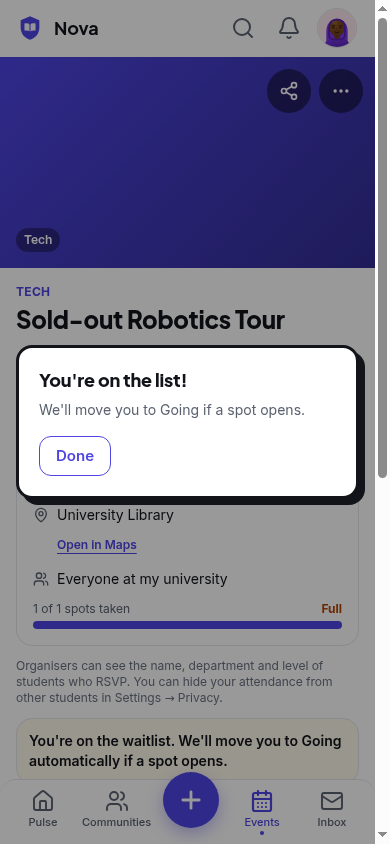 Nova
Tech
TECH
Sold-out Robotics Tour
You're on the list!
We'll move you to Going if a spot opens.
Done
University Library
Open in Maps
Everyone at my university
1 of 1 spots taken
Full
Organisers can see the name, department and level of
students who RSVP. You can hide your attendance from
other students in Settings → Privacy.
You're on the waitlist. We'll move you to Going
automatically if a spot opens.
Pulse
Communities
Events
Inbox